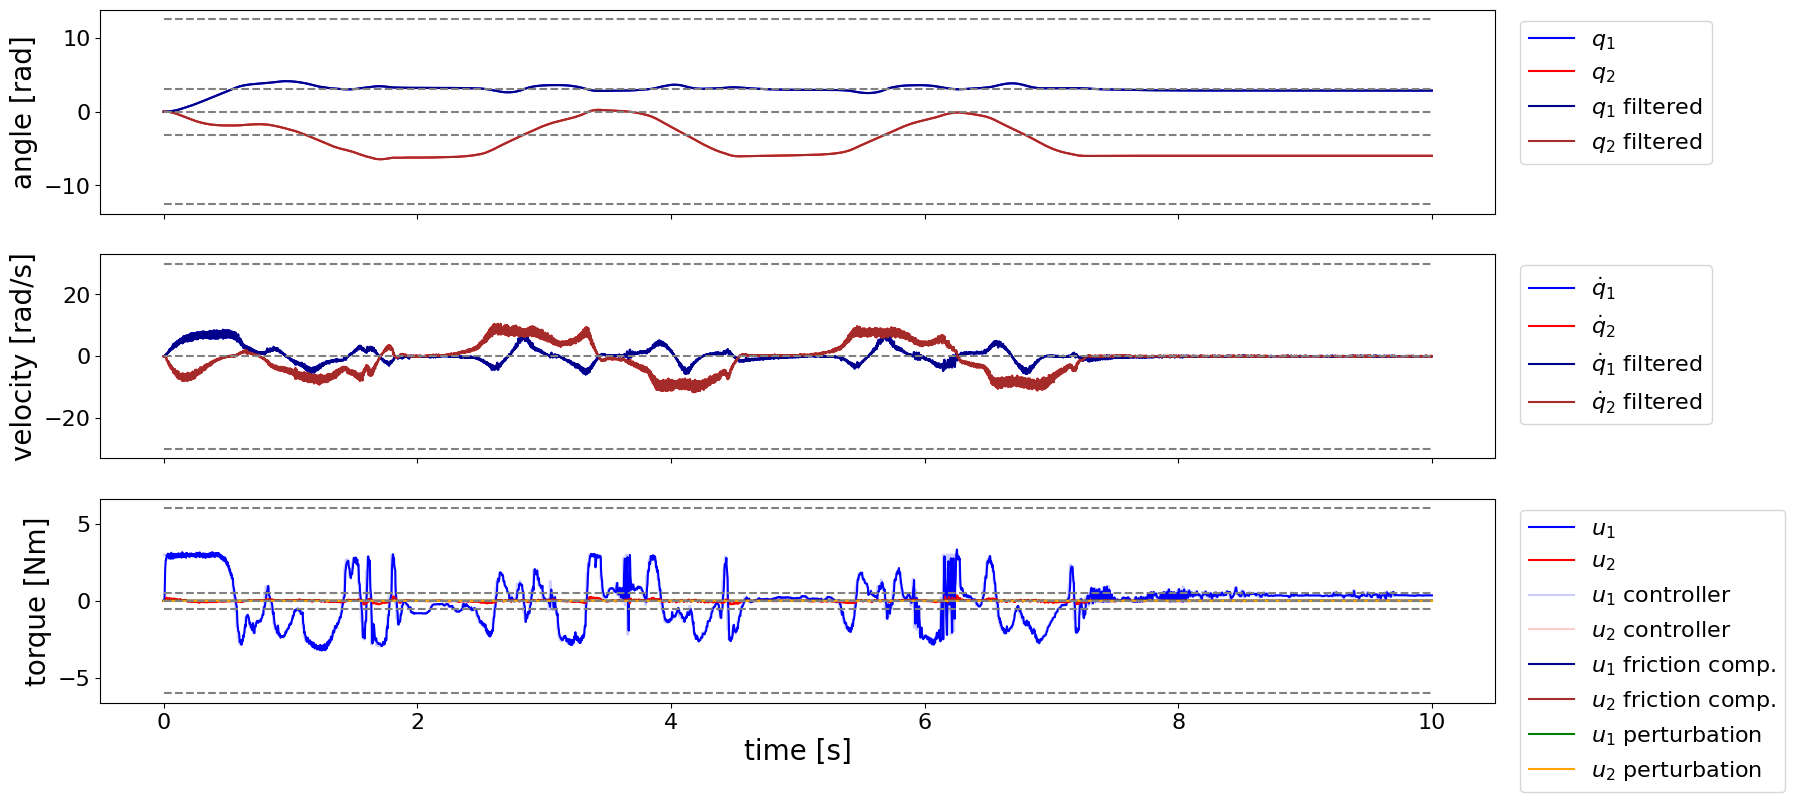 angle [rad]
10
0
−10
q₁
q₂
q₁ filtered
q₂ filtered
velocity [rad/s]
20
0
−20
q̇₁
q̇₂
q̇₁ filtered
q̇₂ filtered
torque [Nm]
5
0
−5
0 2 4 6 8 10
time [s]
u₁
u₂
u₁ controller
u₂ controller
u₁ friction comp.
u₂ friction comp.
u₁ perturbation
u₂ perturbation